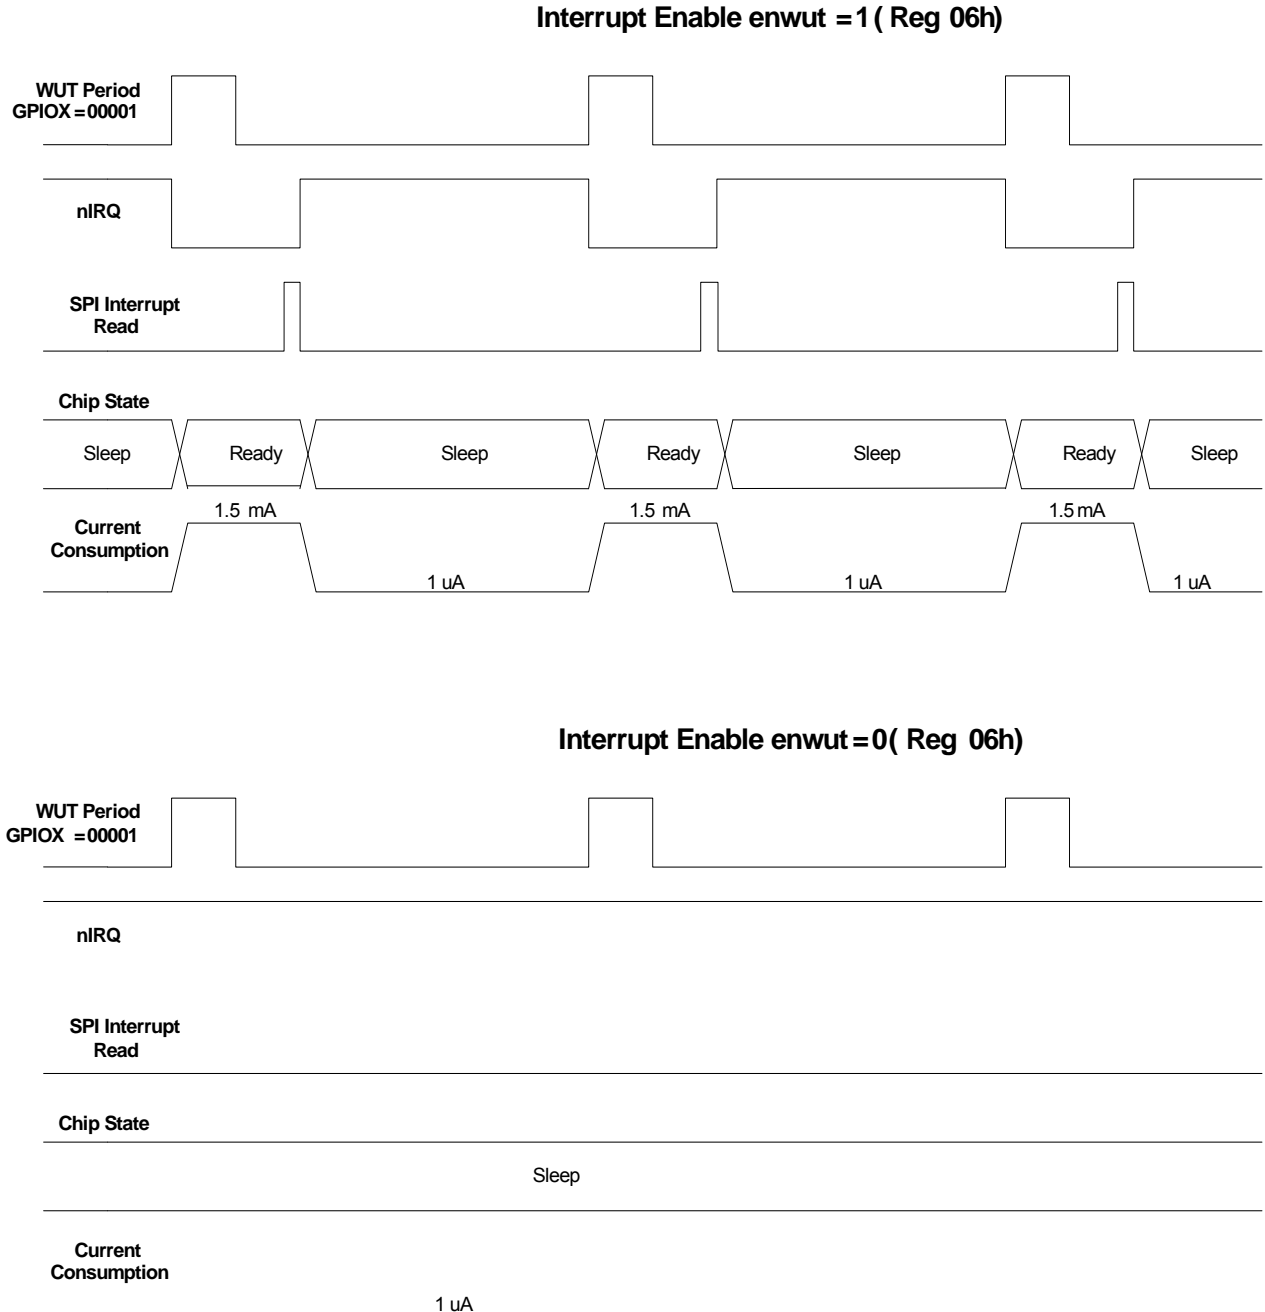 Interrupt Enable enwut =1 ( Reg 06h)
WUT Period
GPIOX =00001
nIRQ
SPI Interrupt
Read
Chip State
Sleep Ready Sleep Ready Sleep Ready Sleep
1.5 mA 1.5 mA 1.5 mA
Current
Consumption
1 uA 1 uA 1 uA
Interrupt Enable enwut =0( Reg 06h)
WUT Period
GPIOX =00001
nIRQ
SPI Interrupt
Read
Chip State
Sleep
Current
Consumption
1 uA